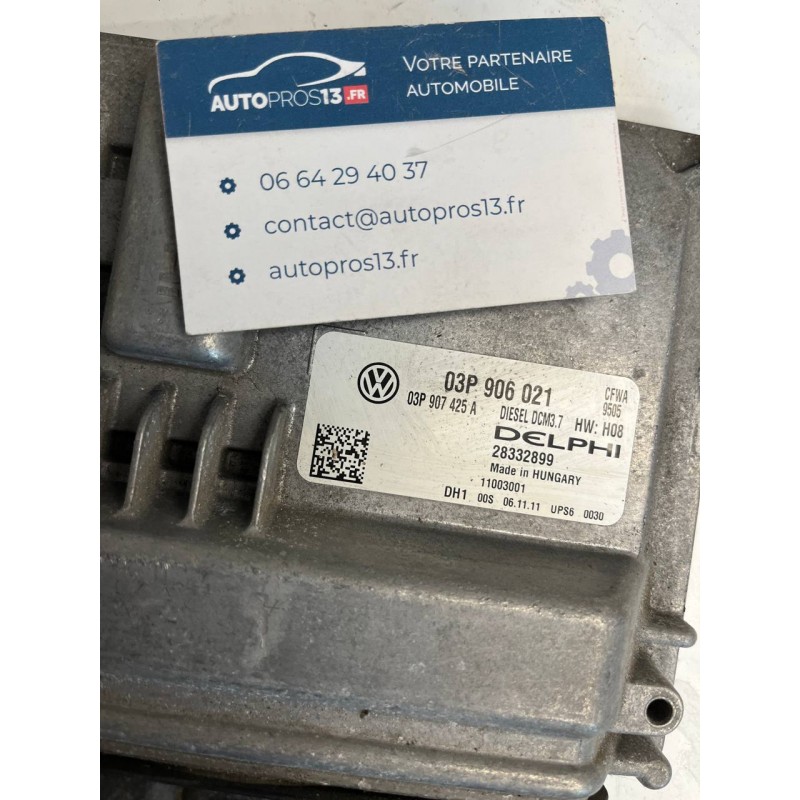 AUTOPROS13.FR
VOTRE PARTENAIRE
AUTOMOBILE
06 64 29 40 37
contact@autopros13.fr
autopros13.fr
03P 906 021 CFWA
03P 907 425 A DIESEL DCM3.7 HW: H08 9505
DELPHI
28332899
Made in HUNGARY
11003001
DH1 00S 06.11.11 UPS6 0030